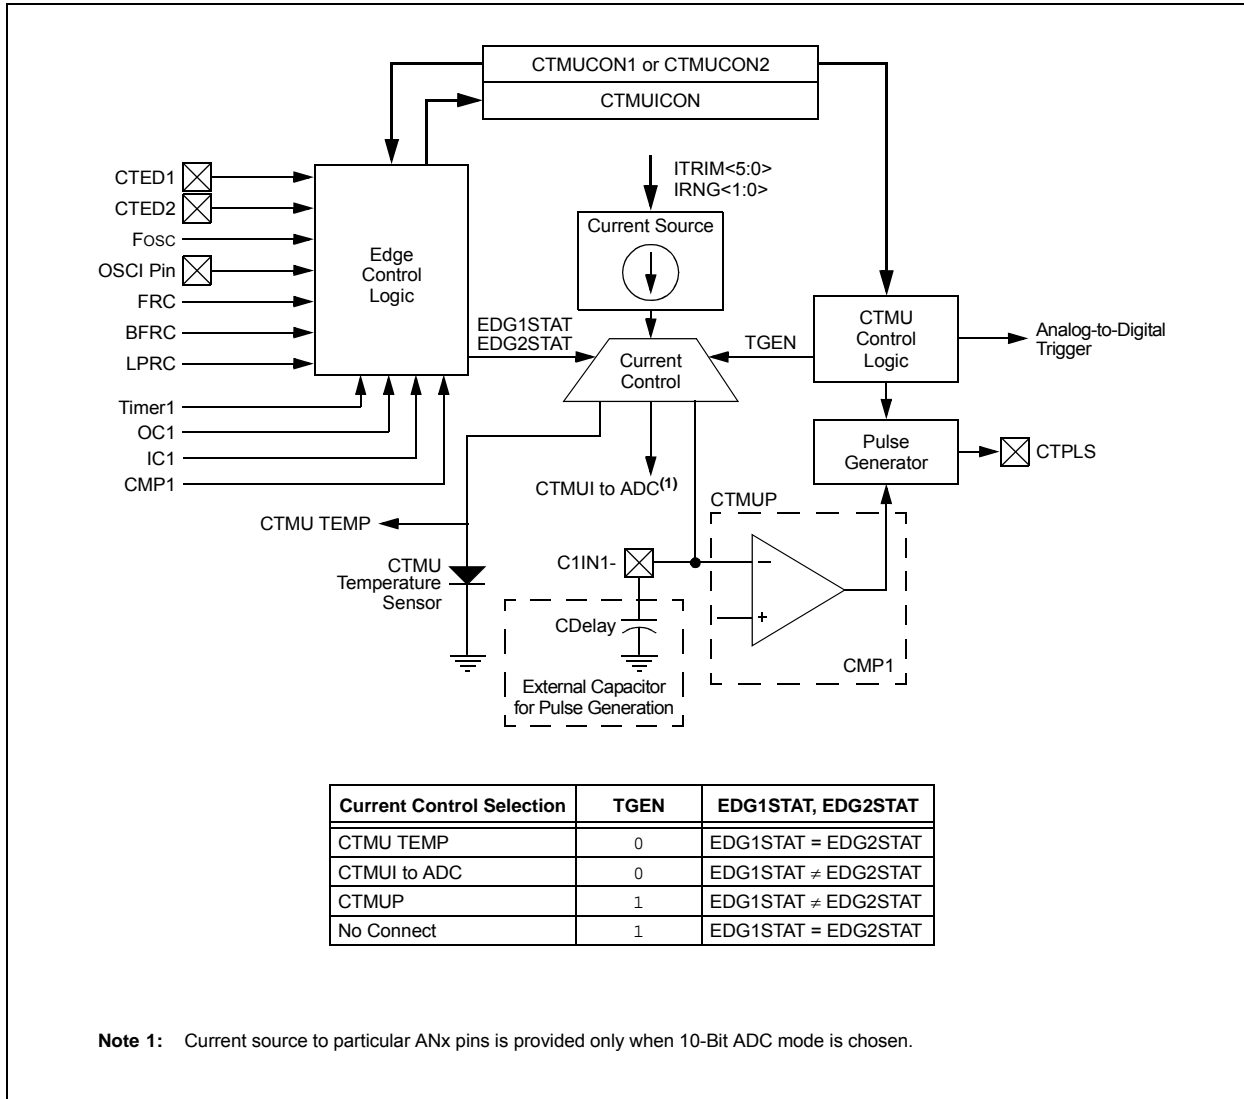 CTMUCON1 or CTMUCON2
CTMUICON
ITRIM<5:0>
IRNG<1:0>
CTED1
CTED2
FOSC
OSCI Pin
FRC
BFRC
LPRC
Timer1
OC1
IC1
CMP1
Edge
Control
Logic
Current Source
EDG1STAT
EDG2STAT
Current
Control
TGEN
CTMU
Control
Logic
Analog-to-Digital
Trigger
Pulse
Generator
CTPLS
CTMUI to ADC(1)
CTMUP
CTMU TEMP
CTMU
Temperature
Sensor
C1IN1-
CDelay
External Capacitor
for Pulse Generation
−
+
CMP1
Current Control Selection TGEN EDG1STAT, EDG2STAT
CTMU TEMP 0 EDG1STAT = EDG2STAT
CTMUI to ADC 0 EDG1STAT ≠ EDG2STAT
CTMUP 1 EDG1STAT ≠ EDG2STAT
No Connect 1 EDG1STAT = EDG2STAT
Note 1: Current source to particular ANx pins is provided only when 10-Bit ADC mode is chosen.